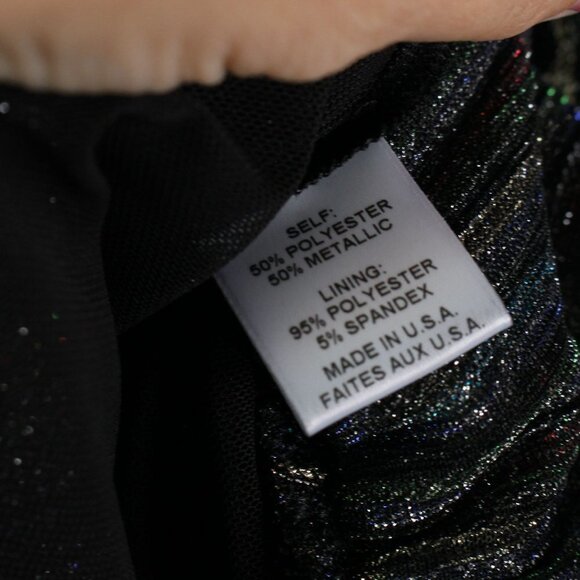 SELF:
50% POLYESTER
50% METALLIC
LINING:
95% POLYESTER
5% SPANDEX
MADE IN U.S.A.
FAITES AUX U.S.A.